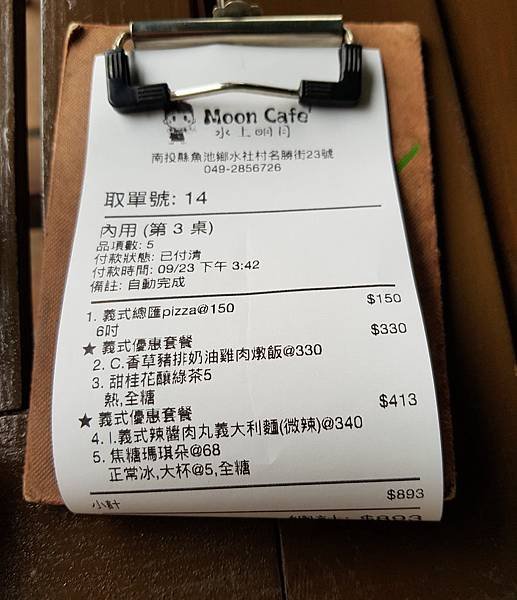 Moon Cafe'
水上明月
南投縣魚池鄉水社村名勝街23號
049-2856726
取單號: 14
內用 (第 3 桌)
品項數: 5
付款狀態: 已付清
付款時間: 09/23 下午 3:42
備註: 自動完成
1. 義式總匯pizza@150 $150
6吋
★ 義式優惠套餐 $330
2. C.香草豬排奶油雞肉燉飯@330
3. 甜桂花釀綠茶5
熱,全糖
★ 義式優惠套餐 $413
4. I.義式辣醬肉丸義大利麵(微辣)@340
5. 焦糖瑪琪朵@68
正常冰,大杯@5,全糖
小計 $893
$893